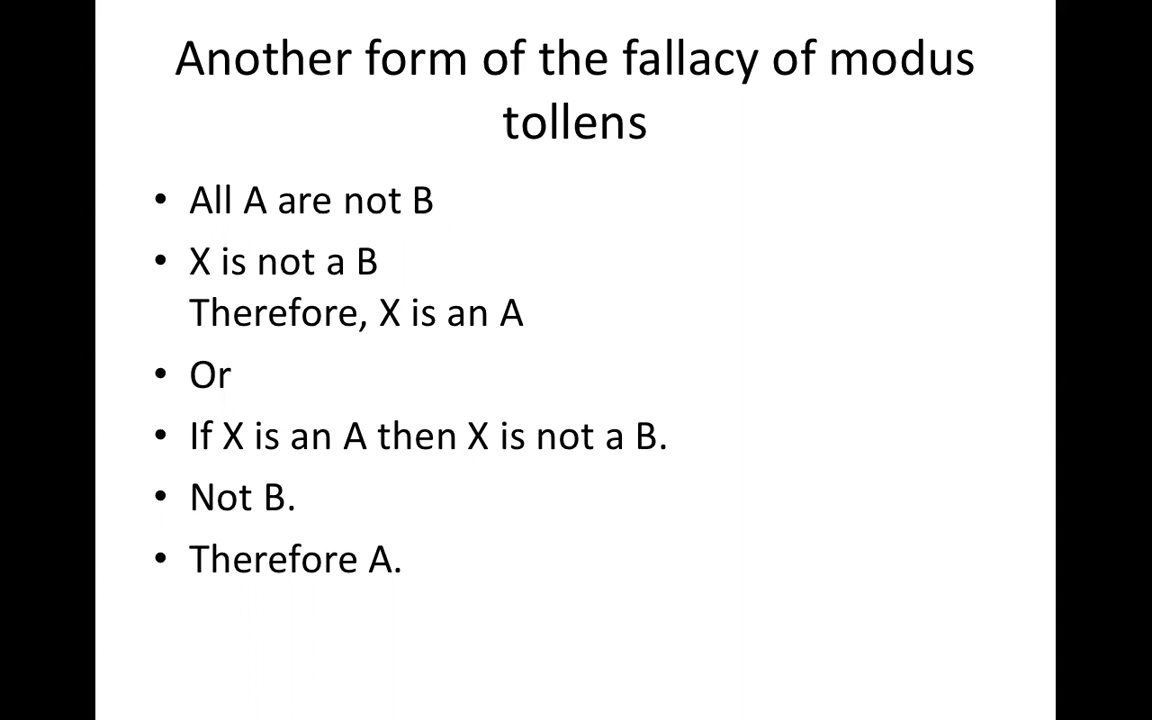 Another form of the fallacy of modus
tollens
• All A are not B
• X is not a B
Therefore, X is an A
• Or
• If X is an A then X is not a B.
• Not B.
• Therefore A.